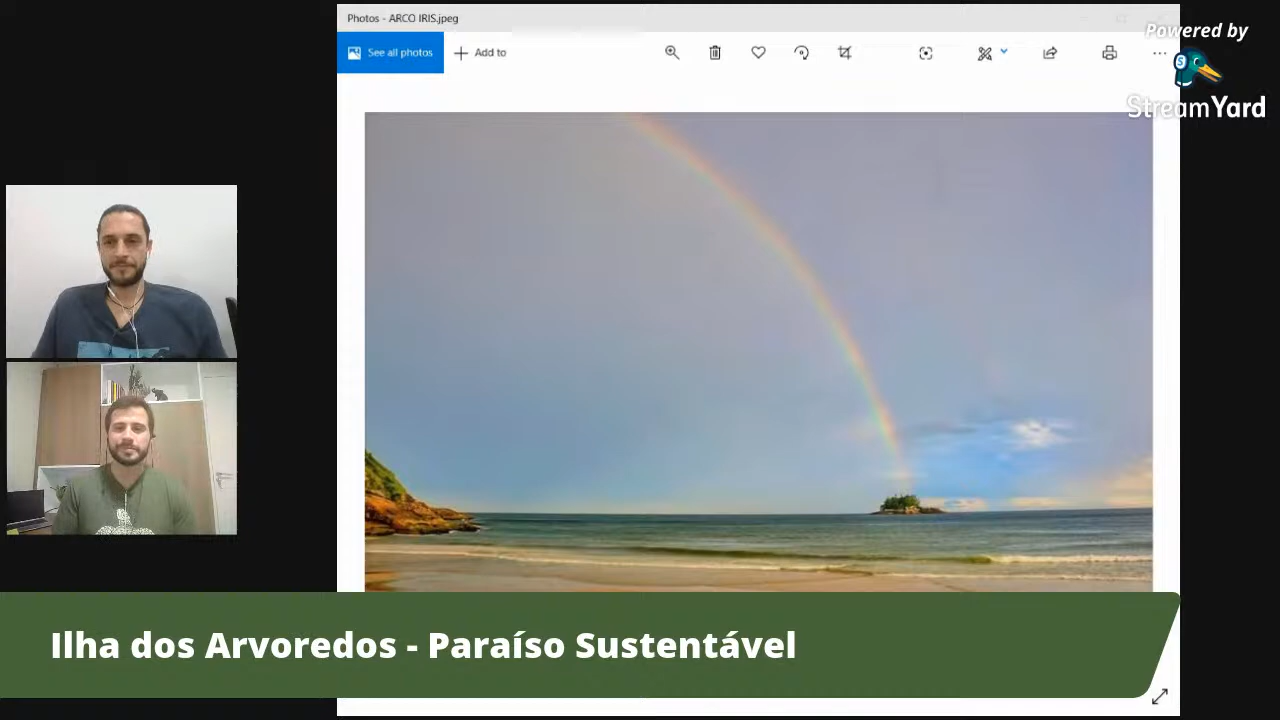 Photos - ARCO IRIS.jpeg
See all photos
Add to
Powered by
StreamYard
Ilha dos Arvoredos - Paraíso Sustentável